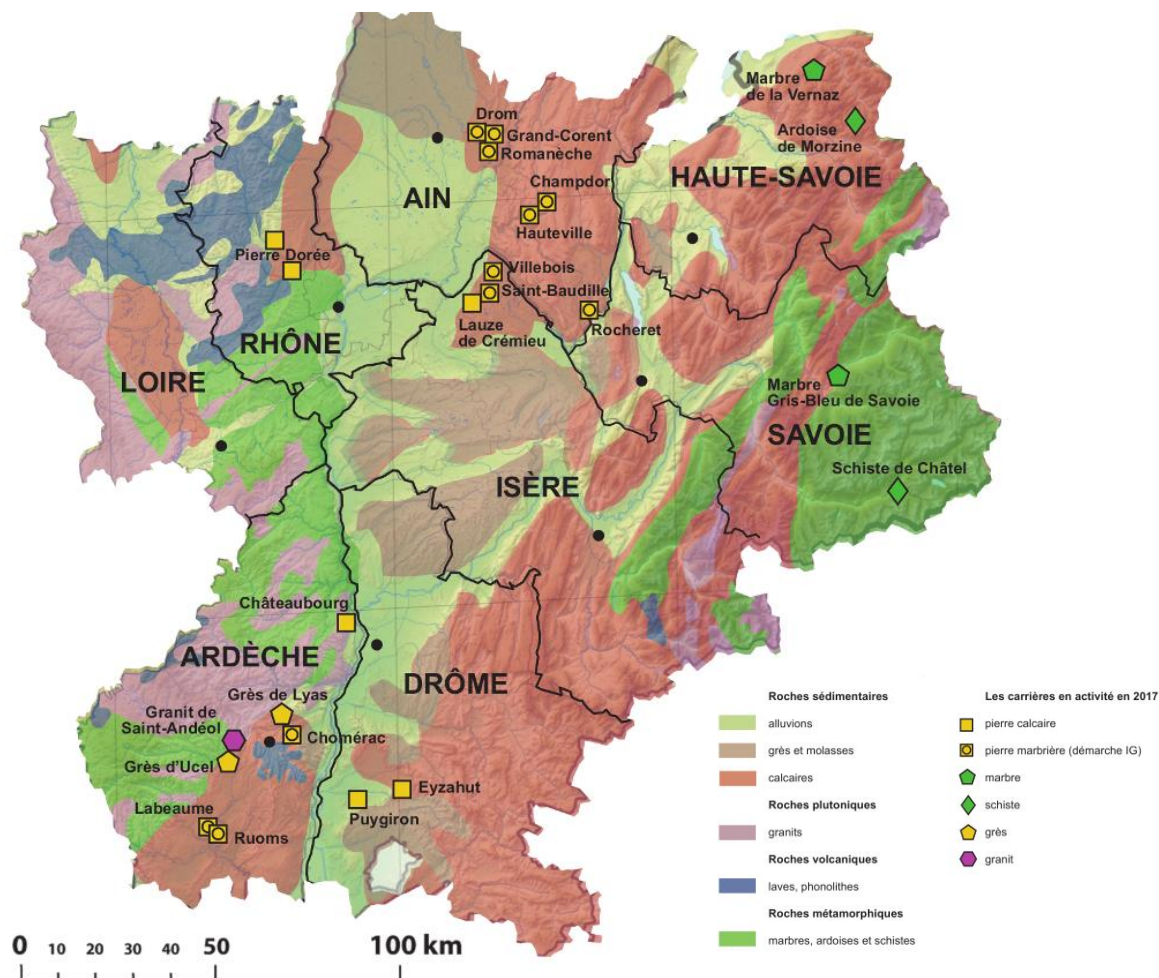 Marbre
de la Vernaz
Ardoise
de Morzine
HAUTE-SAVOIE
Drom
Grand-Corent
Romanèche
AIN
Champdor
Hauteville
Pierre Dorée
Villebois
Saint-Baudille
Lauze
de Crémieu
Rocheret
RHÔNE
LOIRE
Marbre
Gris-Bleu de Savoie
SAVOIE
Schiste de Châtel
ISÈRE
Châteaubourg
ARDÈCHE
DRÔME
Grès de Lyas
Granit de
Saint-Andéol
Chomérac
Grès d'Ucel
Labeaume
Ruoms
Eyzahut
Puygiron
Roches sédimentaires
alluvions
grès et molasses
calcaires
Roches plutoniques
granits
Roches volcaniques
laves, phonolithes
Roches métamorphiques
marbres, ardoises et schistes
Les carrières en activité en 2017
pierre calcaire
pierre marbrière (démarche IG)
marbre
schiste
grès
granit
0 10 20 30 40 50 100 km